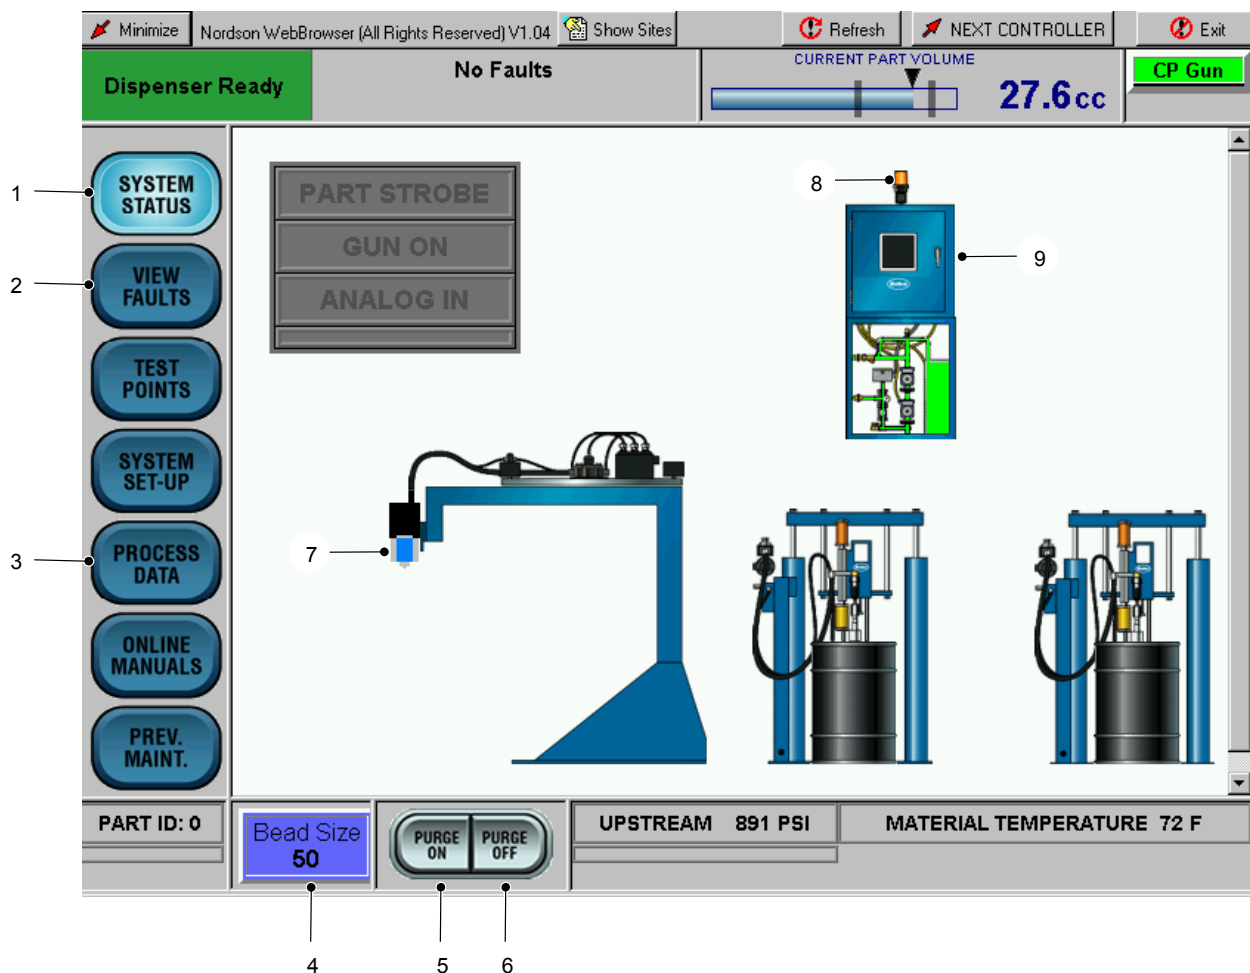 Minimize
Nordson WebBrowser (All Rights Reserved) V1.04
Show Sites
Refresh
NEXT CONTROLLER
Exit
Dispenser Ready
No Faults
CURRENT PART VOLUME
27.6 cc
CP Gun
1
SYSTEM
STATUS
2
VIEW
FAULTS
TEST
POINTS
SYSTEM
SET-UP
3
PROCESS
DATA
ONLINE
MANUALS
PREV.
MAINT.
PART STROBE
GUN ON
ANALOG IN
8
9
7
PART ID: 0
Bead Size
50
PURGE
ON
PURGE
OFF
UPSTREAM 891 PSI
MATERIAL TEMPERATURE 72 F
4
5
6